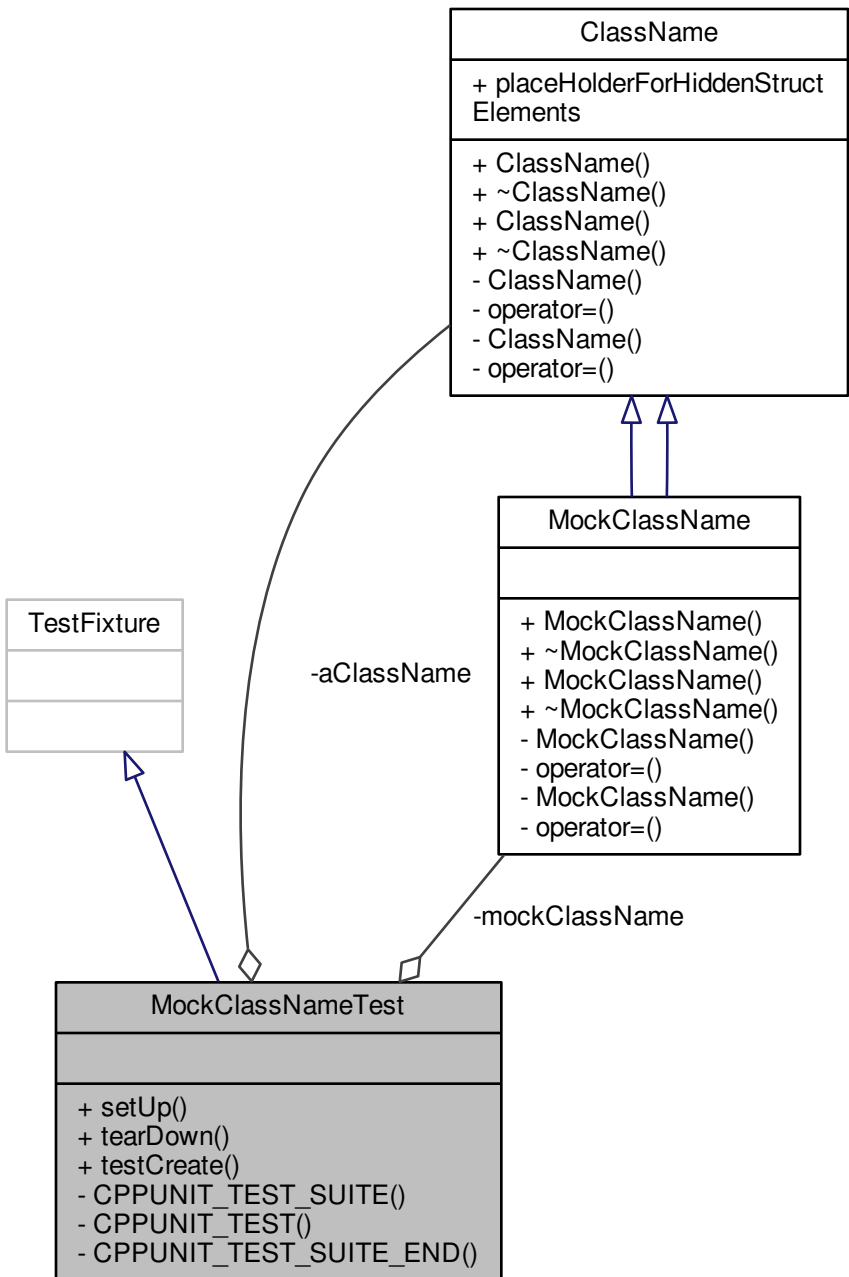 ClassName
+ placeHolderForHiddenStruct
Elements
+ ClassName()
+ ~ClassName()
+ ClassName()
+ ~ClassName()
- ClassName()
- operator=()
- ClassName()
- operator=()
MockClassName
+ MockClassName()
+ ~MockClassName()
+ MockClassName()
+ ~MockClassName()
- MockClassName()
- operator=()
- MockClassName()
- operator=()
TestFixture
-aClassName
-mockClassName
MockClassNameTest
+ setUp()
+ tearDown()
+ testCreate()
- CPPUNIT_TEST_SUITE()
- CPPUNIT_TEST()
- CPPUNIT_TEST_SUITE_END()